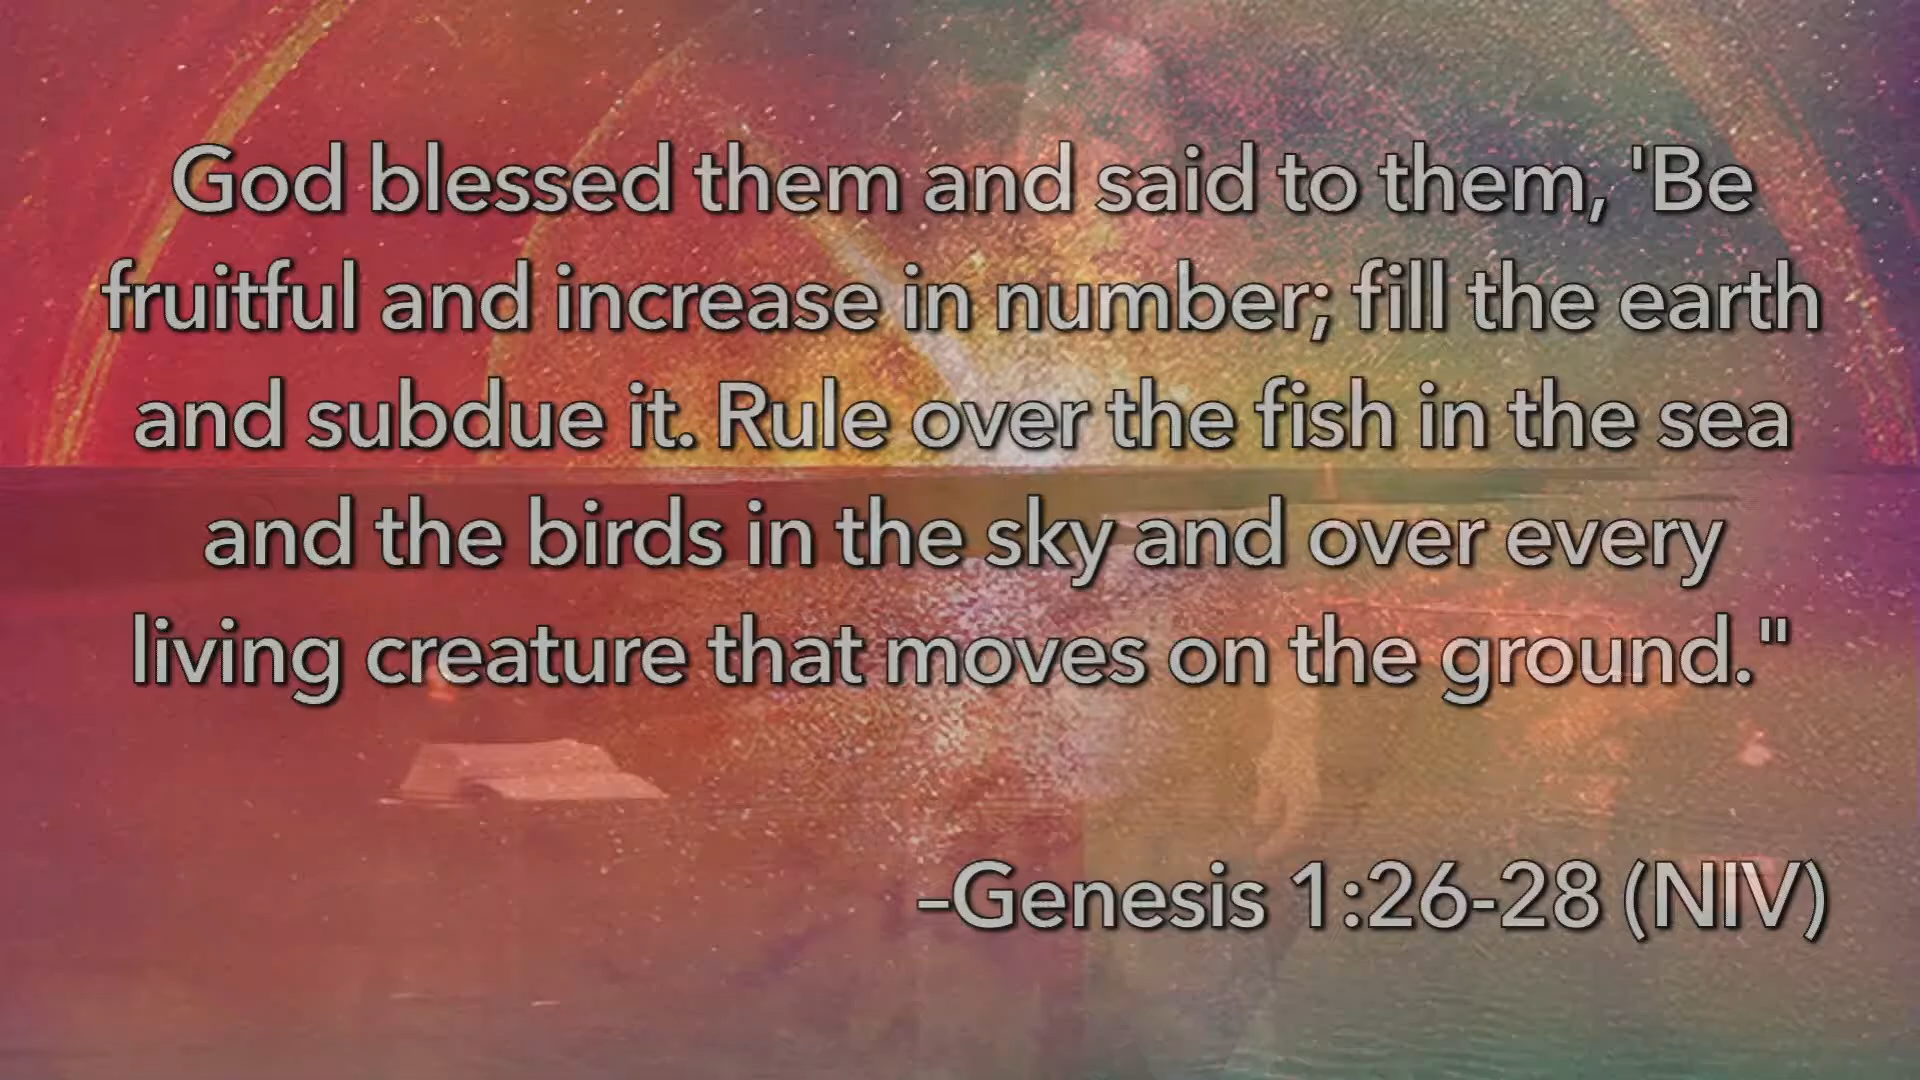 God blessed them and said to them, 'Be
fruitful and increase in number; fill the earth
and subdue it. Rule over the fish in the sea
and the birds in the sky and over every
living creature that moves on the ground."
–Genesis 1:26-28 (NIV)